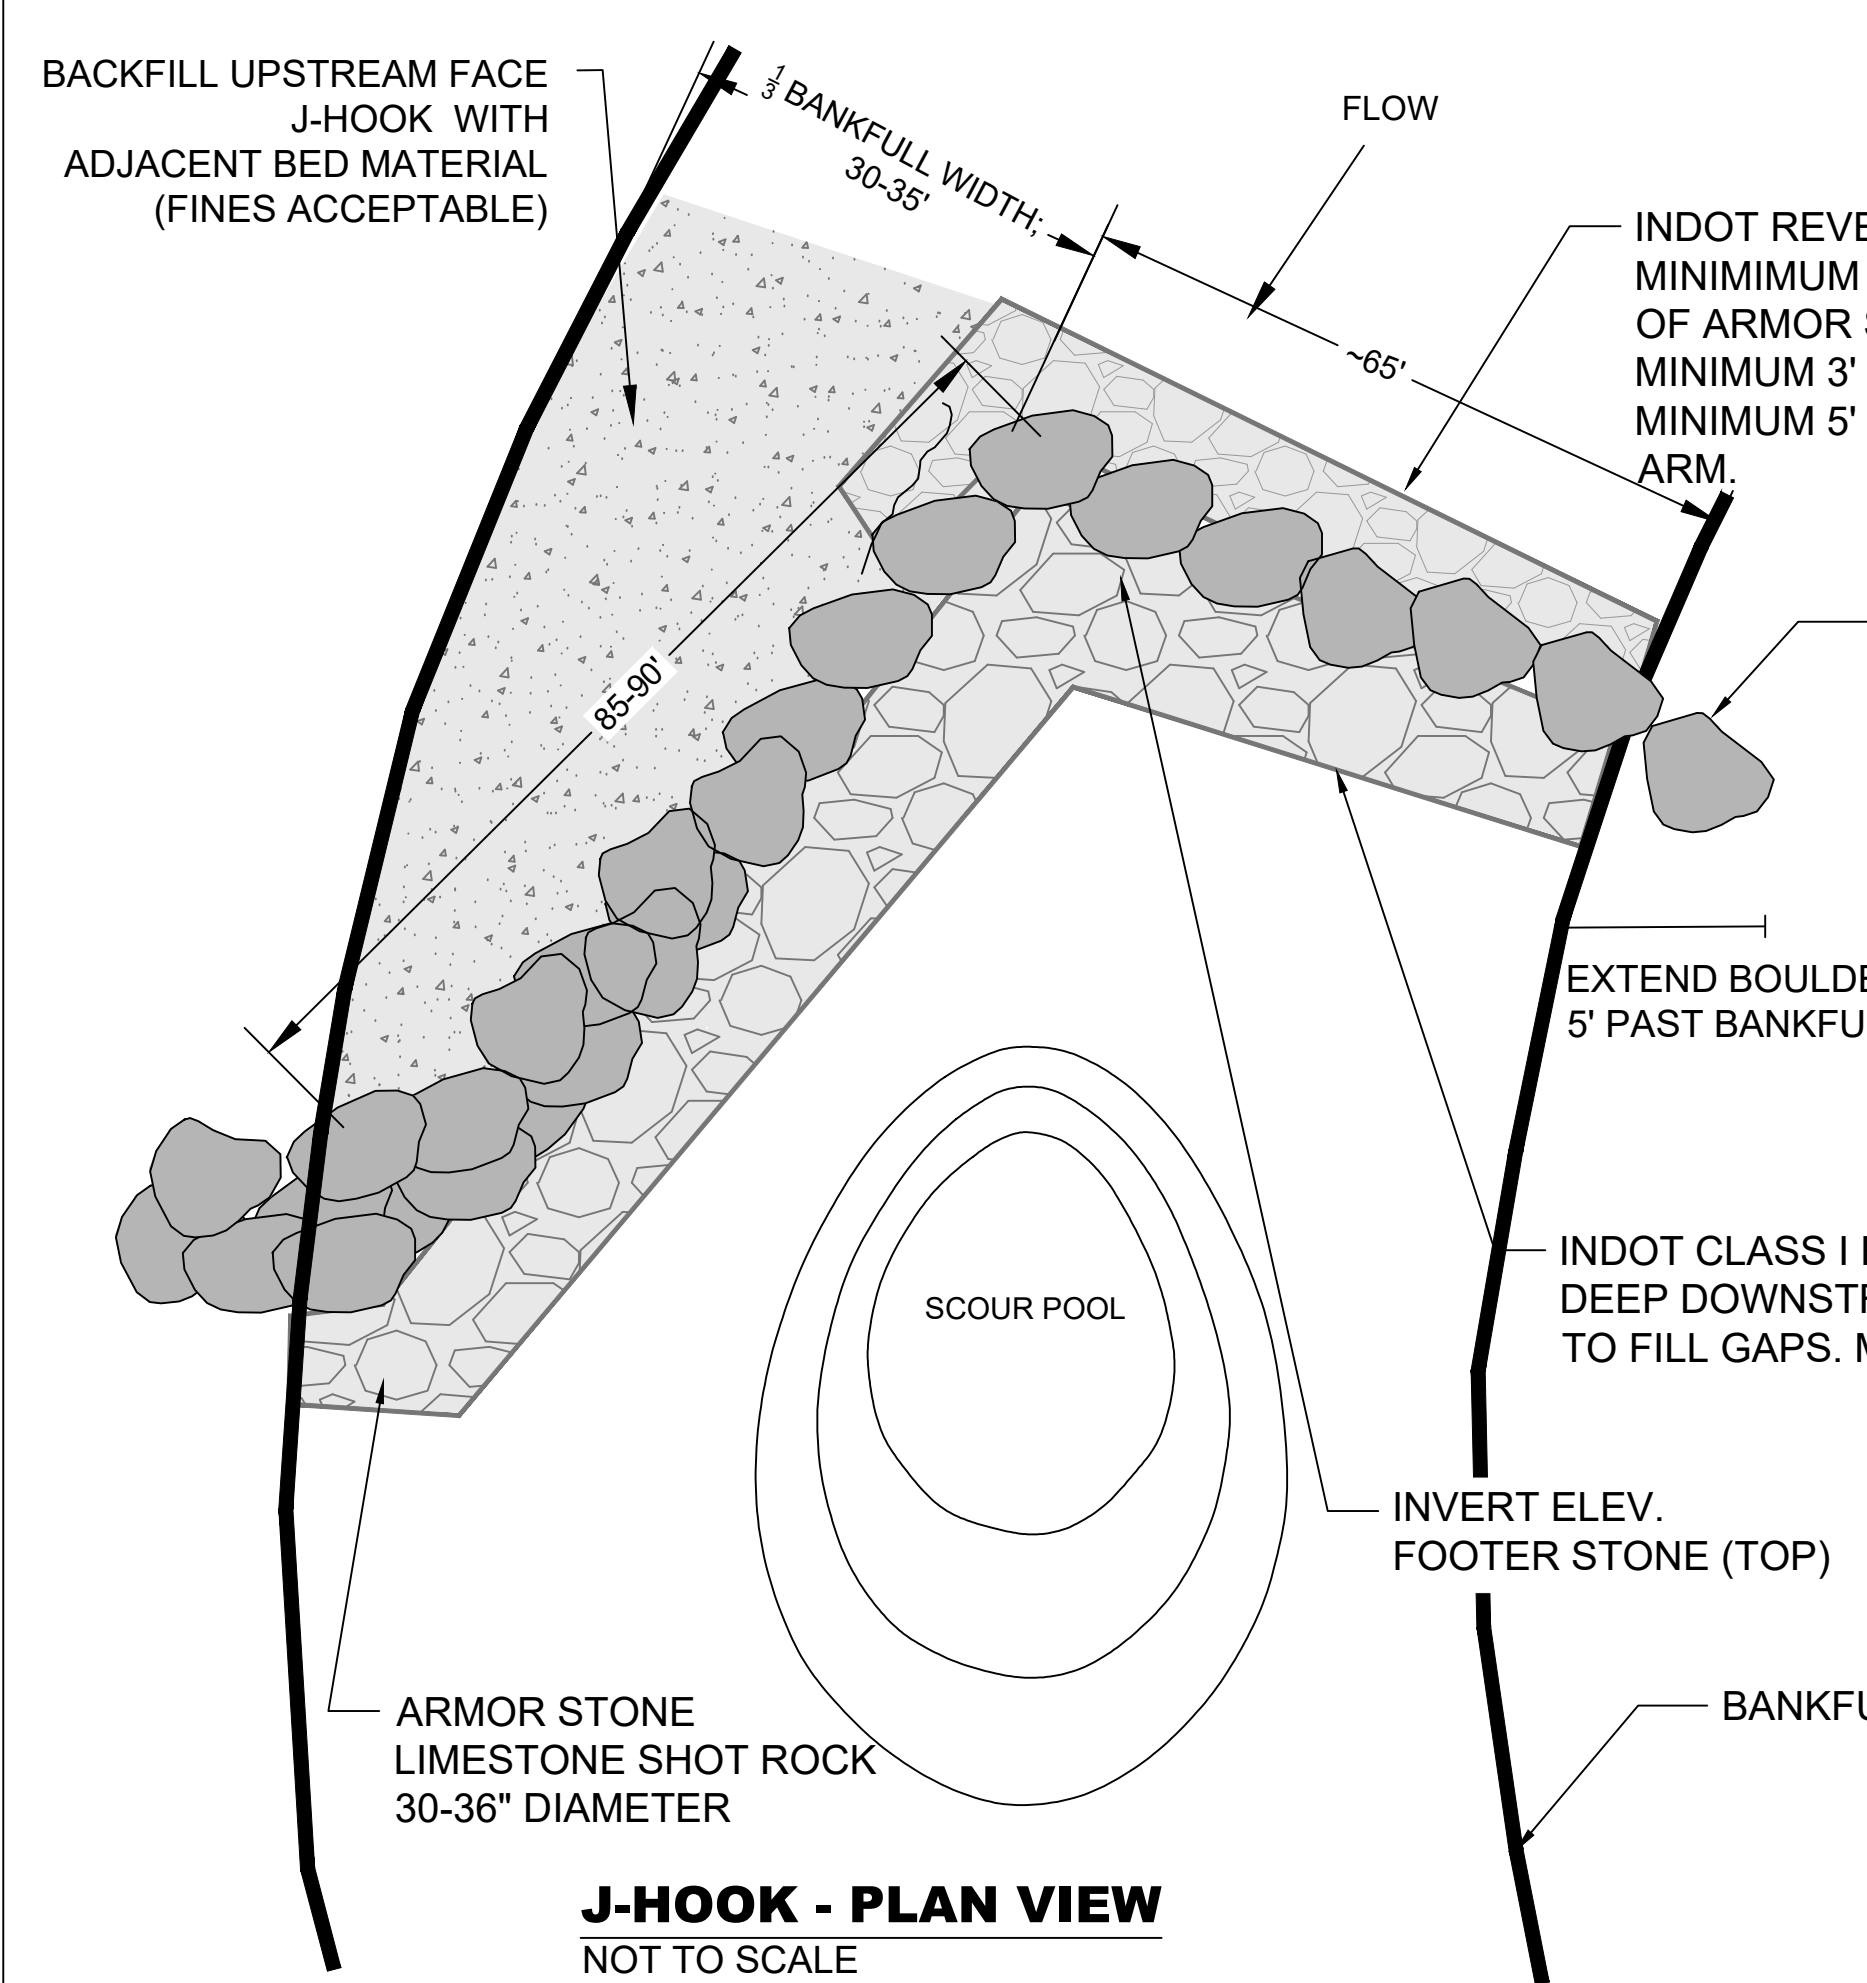 BACKFILL UPSTREAM FACE
J-HOOK WITH
ADJACENT BED MATERIAL
(FINES ACCEPTABLE)
1/3 BANKFULL WIDTH;
30-35'
FLOW
~65'
INDOT REVE
MINIMIMUM
OF ARMOR
MINIMUM 3'
MINIMUM 5'
ARM.
85-90'
EXTEND BOULDE
5' PAST BANKFU
SCOUR POOL
INDOT CLASS I
DEEP DOWNSTR
TO FILL GAPS.
INVERT ELEV.
FOOTER STONE (TOP)
BANKFU
ARMOR STONE
LIMESTONE SHOT ROCK
30-36" DIAMETER
J-HOOK - PLAN VIEW
NOT TO SCALE